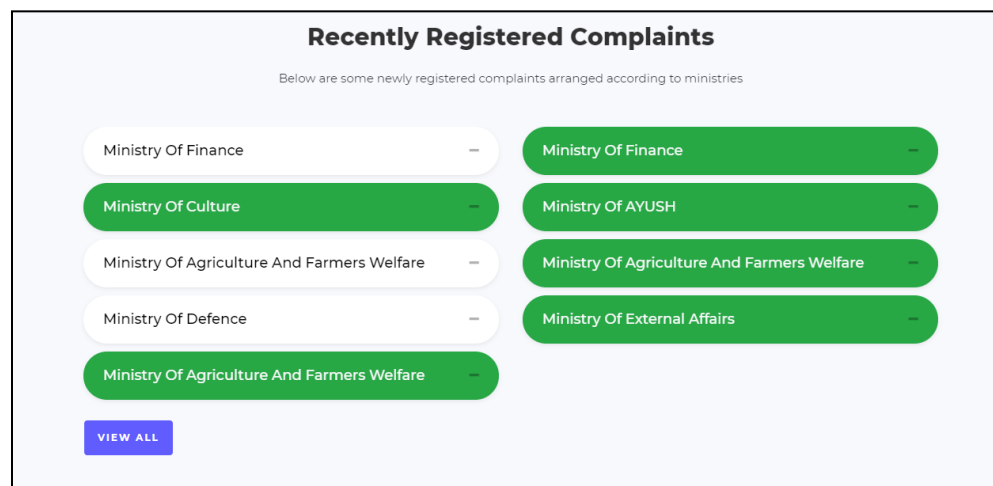 Recently Registered Complaints
Below are some newly registered complaints arranged according to ministries
Ministry Of Finance
Ministry Of Culture
Ministry Of Agriculture And Farmers Welfare
Ministry Of Defence
Ministry Of Agriculture And Farmers Welfare
Ministry Of Finance
Ministry Of AYUSH
Ministry Of Agriculture And Farmers Welfare
Ministry Of External Affairs
VIEW ALL